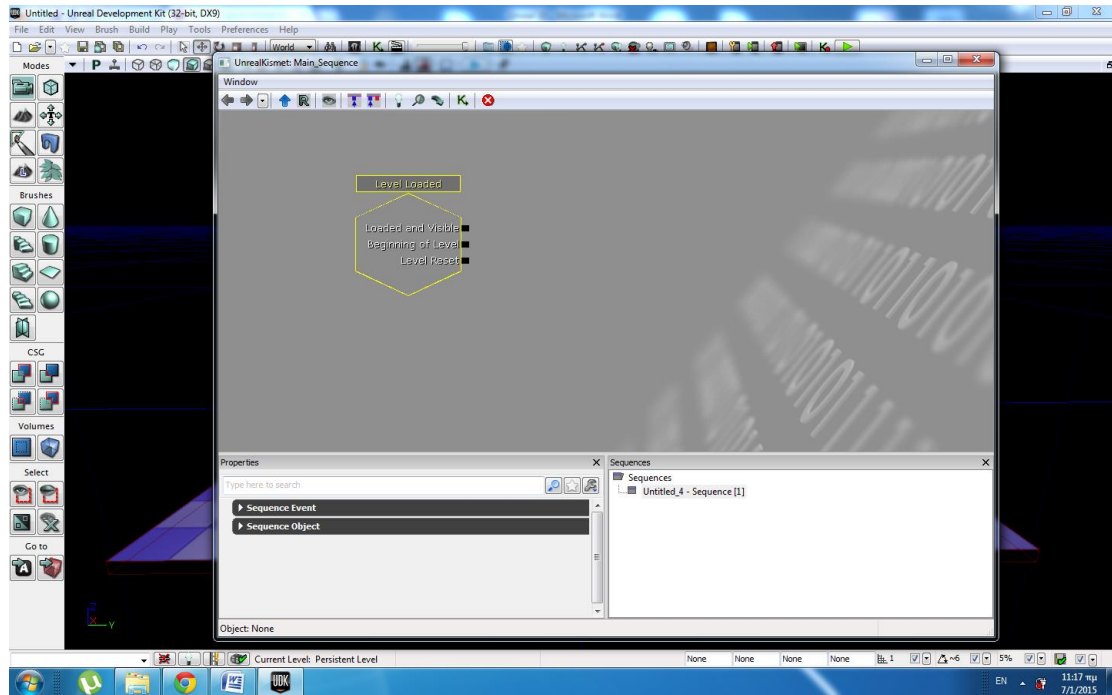 Untitled - Unreal Development Kit (32-bit, DX9)
File Edit View Brush Build Play Tools Preferences Help
World
Modes
UnrealKismet: Main_Sequence
Window
Level Loaded
Loaded and Visible
Beginning of Level
Level Reset
Brushes
CSG
Volumes
Select
Go to
Properties
Type here to search
Sequence Event
Sequence Object
Sequences
Sequences
Untitled_4 - Sequence [1]
Object: None
Z
X
Y
Current Level: Persistent Level
None None None None 1 ~6 5%
UDK
EN
11:17 πμ
7/1/2015